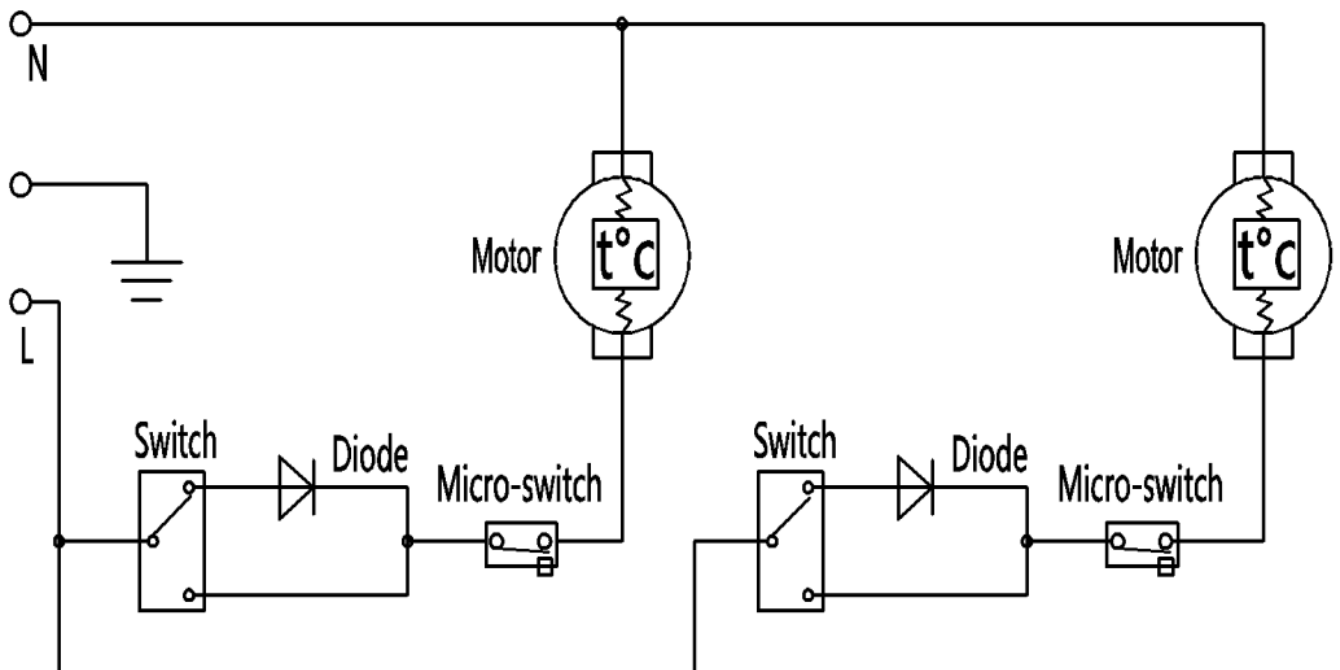 N
Motor
t°c
Motor
t°c
L
Switch
Diode
Micro-switch
Switch
Diode
Micro-switch